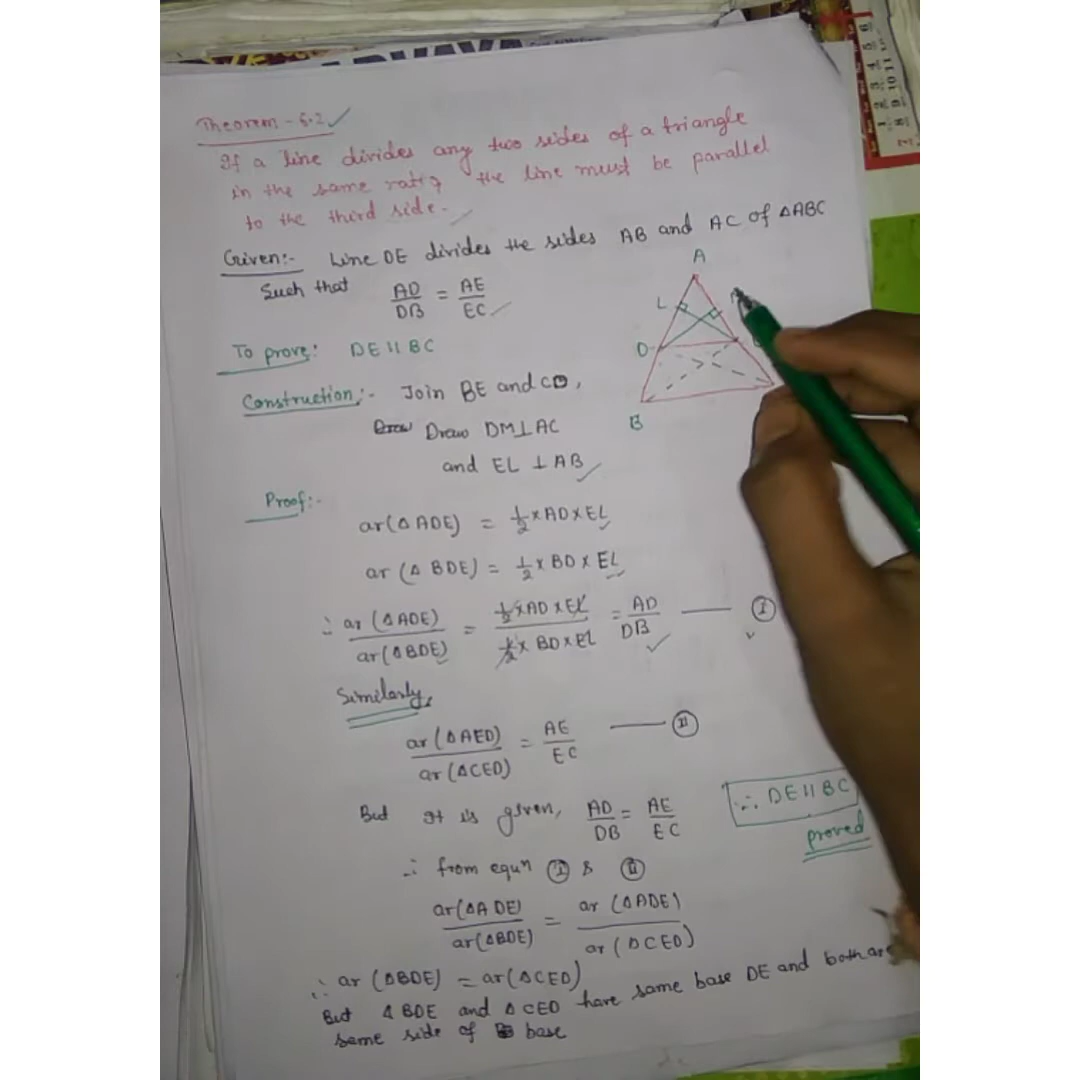 Theorem - 6.2 ✓
If a line divides any two sides of a triangle
in the same ratio, the line must be parallel
to the third side.
Given:- Line DE divides the sides AB and AC of △ABC
Such that AD/DB = AE/EC
A
L
D
B
To prove: DE || BC
Construction:- Join BE and CD,
Draw DM⊥AC
and EL ⊥ AB
Proof:-
ar(△ADE) = 1/2 × AD × EL
ar (△ BDE) = 1/2 × BD × EL
∴ ar (△ADE)/ar(△BDE) = 1/2 × AD × EL / 1/2 × BD × EL = AD/DB —— (I)
Similarly,
ar (△AED)/ar (△CED) = AE/EC —— (II)
But It is given, AD/DB = AE/EC
∴ DE || BC
proved
∴ from equn (I) & (II)
ar(△ADE)/ar(△BDE) = ar (△ADE)/ar (△CED)
∴ ar (△BDE) = ar(△CED)
But △ BDE and △ CED have same base DE and both are
same side of base